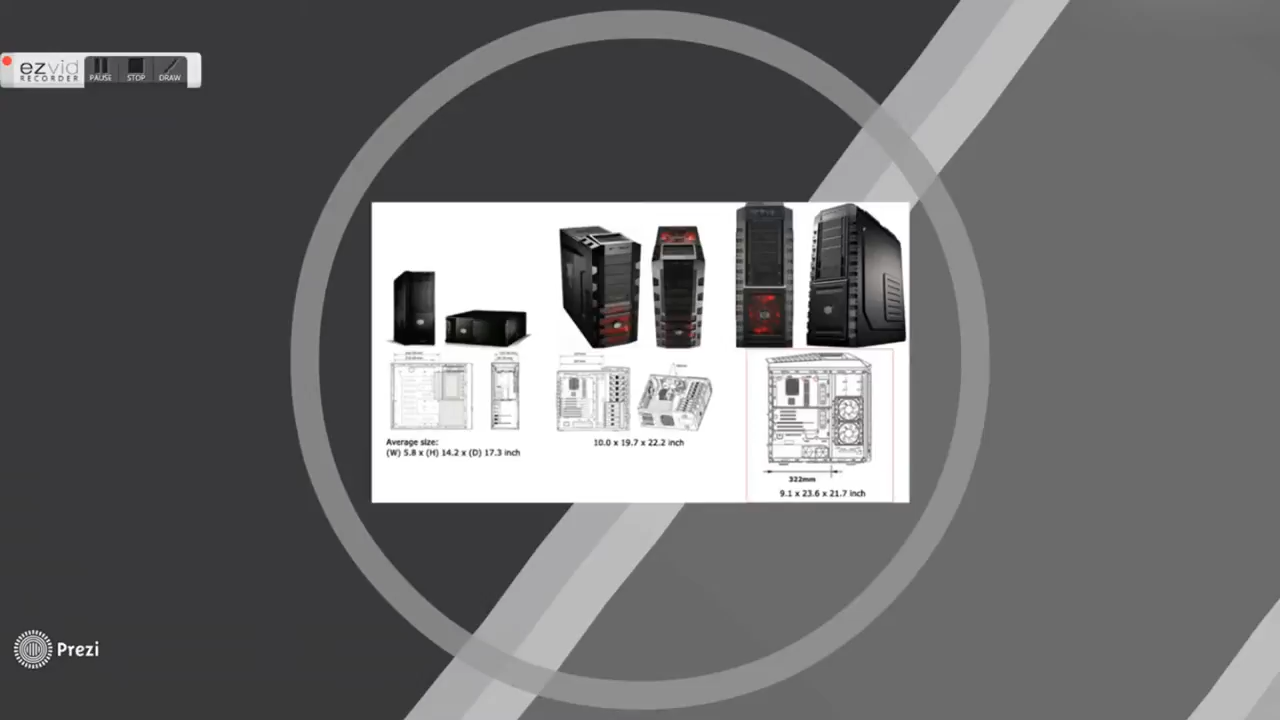 ezvid
RECORDER
PAUSE
STOP
DRAW
Average size:
(W) 5.8 x (H) 14.2 x (D) 17.3 inch
10.0 x 19.7 x 22.2 inch
322mm
9.1 x 23.6 x 21.7 inch
Prezi